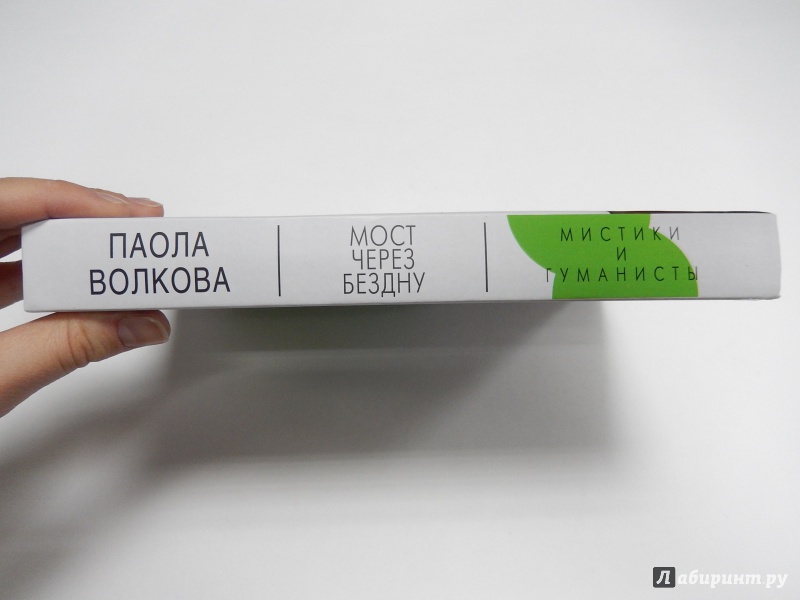 ПАОЛА
ВОЛКОВА
МОСТ
ЧЕРЕЗ
БЕЗДНУ
МИСТИКИ
И
ГУМАНИСТЫ
Лабиринт.ру